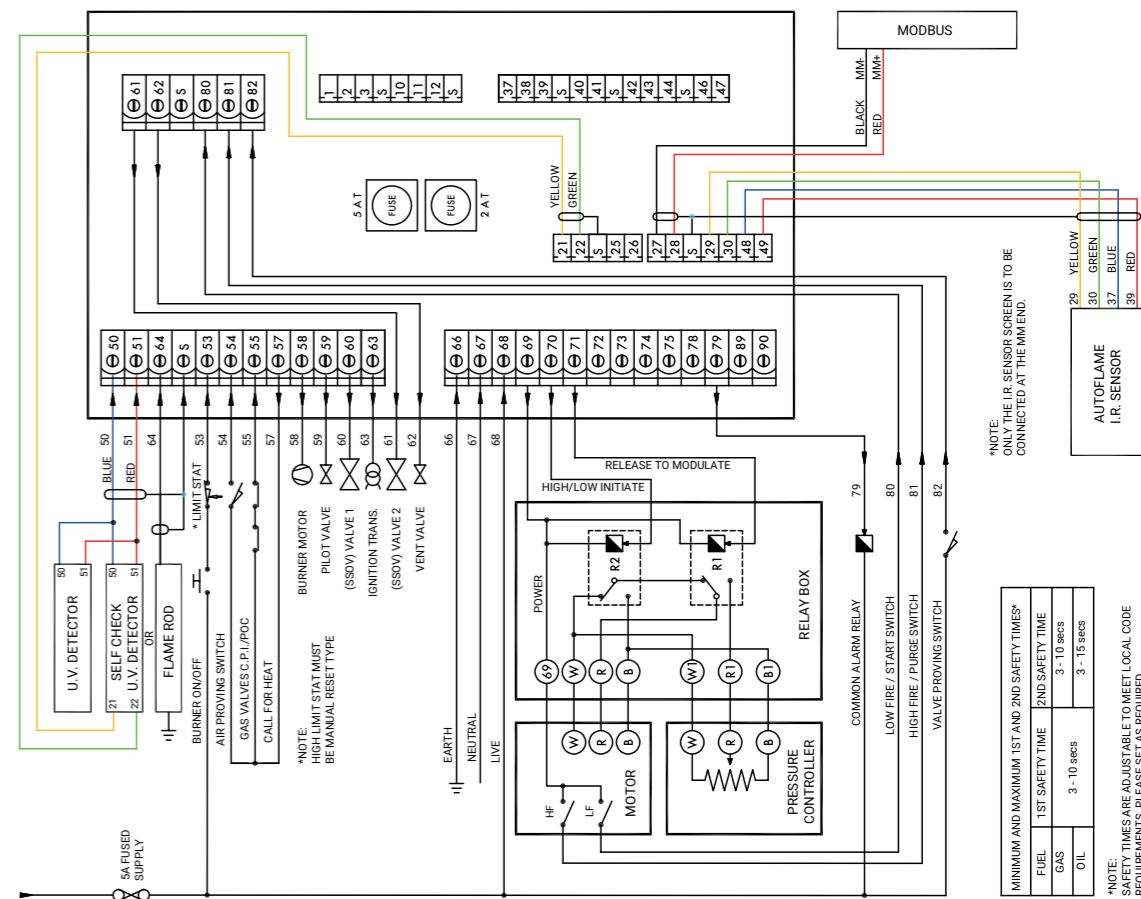 MODBUS
MM-
MM+
BLACK
RED
61
62
S
80
81
82
1
2
3
S
10
11
12
S
37
38
39
S
40
41
S
42
43
44
S
46
47
5 A T
FUSE
FUSE
2 A T
YELLOW
GREEN
21
22
S
25
26
27
28
S
29
30
48
49
50
51
64
S
53
54
55
57
58
59
60
63
66
67
68
69
70
71
72
73
74
75
78
79
89
90
*NOTE:
ONLY THE I.R. SENSOR SCREEN IS TO BE
CONNECTED AT THE MM END.
YELLOW
GREEN
BLUE
RED
29
30
37
39
AUTOFLAME
I.R. SENSOR
50
51
64
53
54
55
57
58
59
60
63
61
62
66
67
68
BLUE
RED
* LIMIT STAT
50
51
U.V. DETECTOR
50
51
SELF CHECK
U.V. DETECTOR
21
22
OR
FLAME ROD
BURNER ON/OFF
AIR PROVING SWITCH
GAS VALVES C.P.I./POC
CALL FOR HEAT
*NOTE:
HIGH LIMIT STAT MUST
BE MANUAL RESET TYPE
BURNER MOTOR
PILOT VALVE
(SSOV) VALVE 1
IGNITION TRANS.
(SSOV) VALVE 2
VENT VALVE
EARTH
NEUTRAL
LIVE
5A FUSED
SUPPLY
RELEASE TO MODULATE
HIGH/LOW INITIATE
POWER
R2
R1
RELAY BOX
69
W
R
B
W1
R1
B1
W
R
B
HF
LF
MOTOR
W
R
B
PRESSURE
CONTROLLER
79
80
81
82
COMMON ALARM RELAY
LOW FIRE / START SWITCH
HIGH FIRE / PURGE SWITCH
VALVE PROVING SWITCH
MINIMUM AND MAXIMUM 1ST AND 2ND SAFETY TIMES*
FUEL
1ST SAFETY TIME
2ND SAFETY TIME
GAS
3 - 10 secs
3 - 10 secs
OIL
3 - 15 secs
*NOTE:
SAFETY TIMES ARE ADJUSTABLE TO MEET LOCAL CODE
REQUIREMENTS. PLEASE SET AS REQUIRED